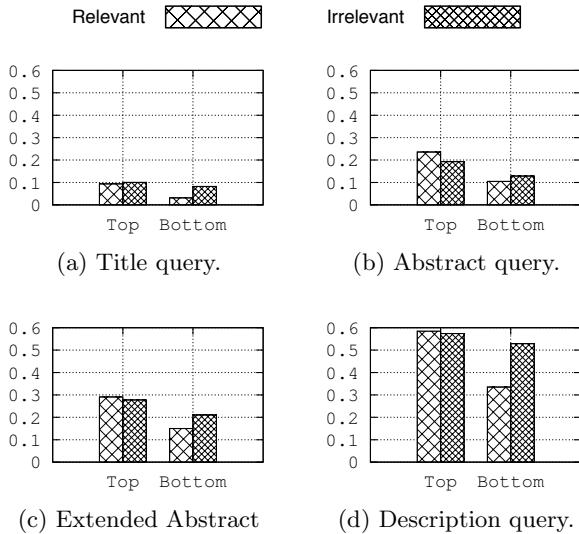 Relevant
Irrelevant
0.6
0.5
0.4
0.3
0.2
0.1
0
Top Bottom
(a) Title query.
0.6
0.5
0.4
0.3
0.2
0.1
0
Top Bottom
(b) Abstract query.
0.6
0.5
0.4
0.3
0.2
0.1
0
Top Bottom
(c) Extended Abstract
0.6
0.5
0.4
0.3
0.2
0.1
0
Top Bottom
(d) Description query.